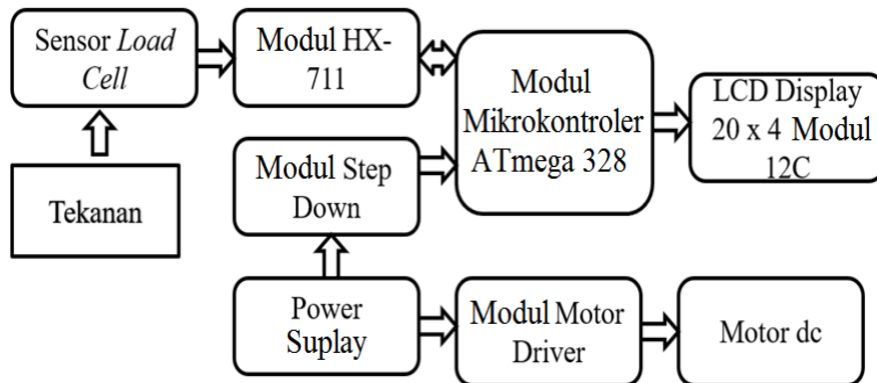 Sensor Load
Cell
Modul HX-
711
Modul
Mikrokontroler
ATmega 328
LCD Display
20 x 4 Modul
12C
Tekanan
Modul Step
Down
Power
Suplay
Modul Motor
Driver
Motor dc